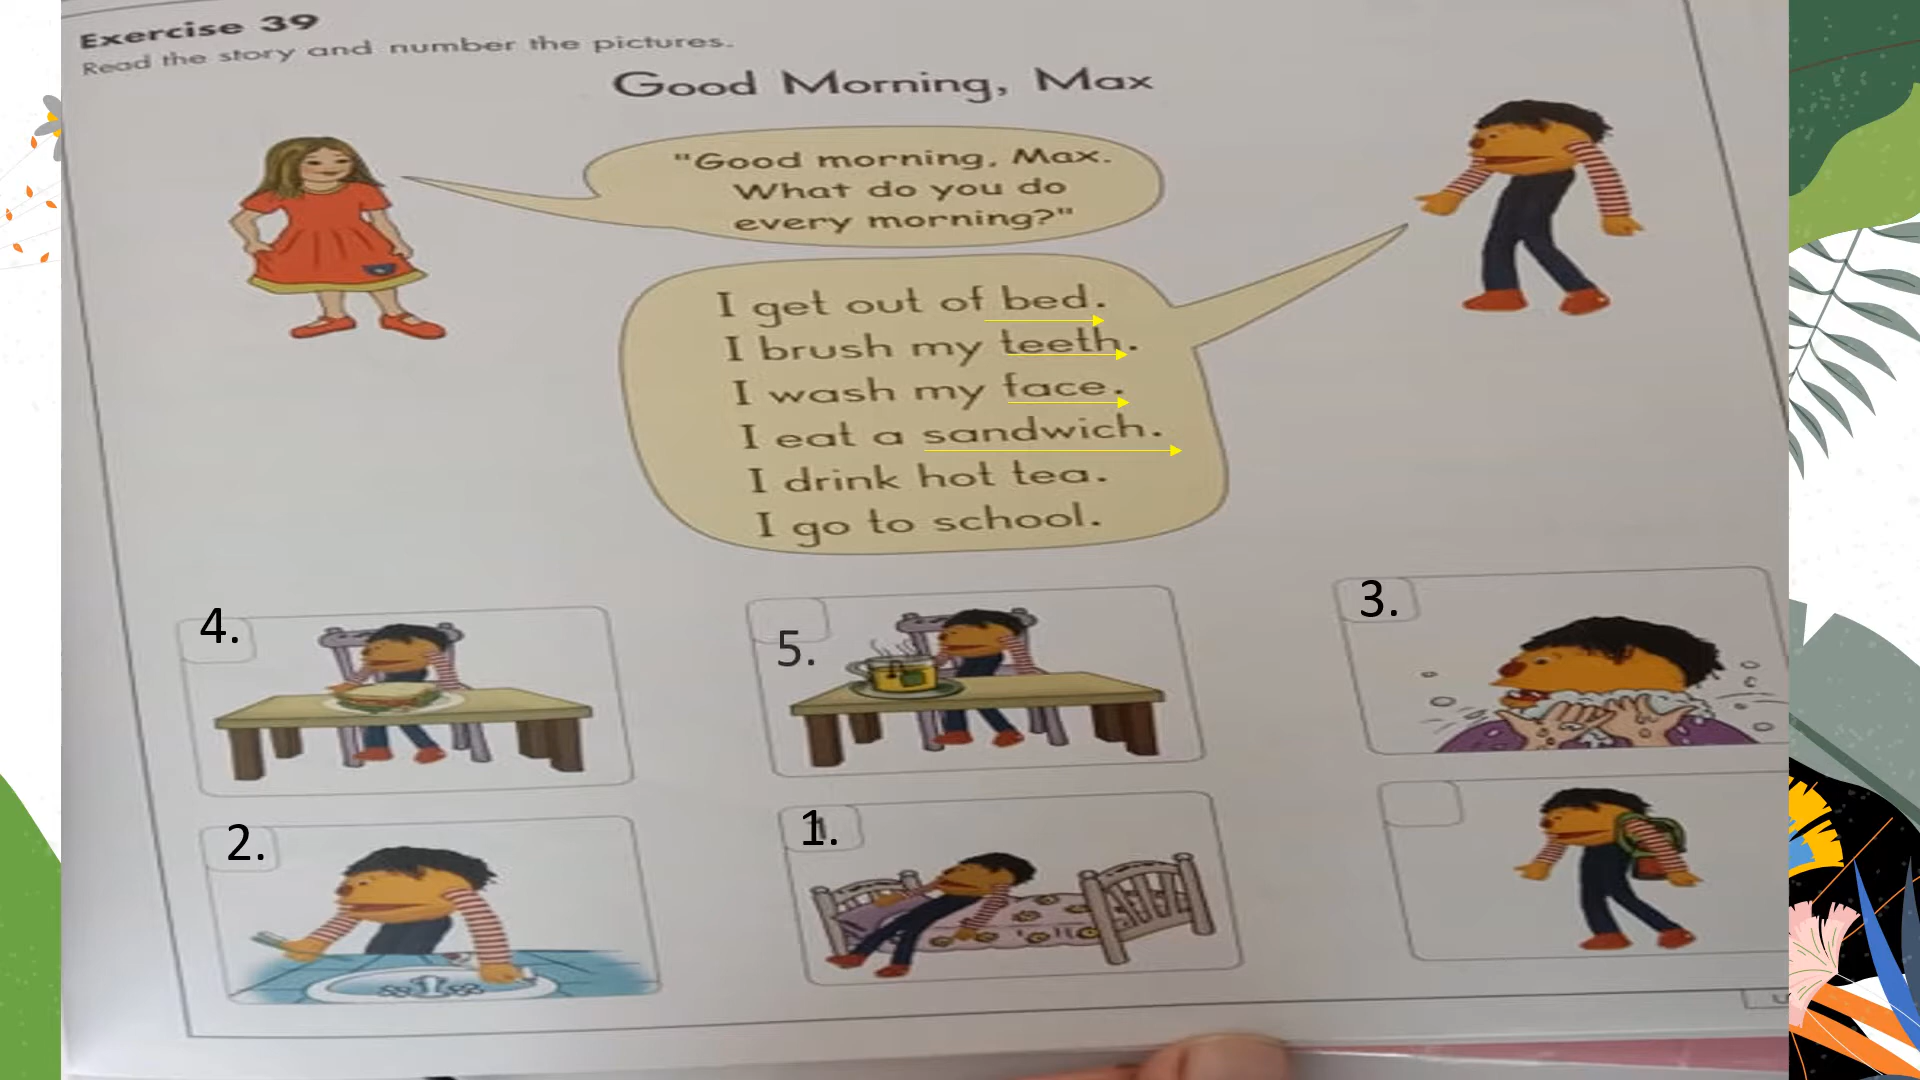 Exercise 39
Read the story and number the pictures.
Good Morning, Max
"Good morning, Max.
What do you do
every morning?"
I get out of bed.
I brush my teeth.
I wash my face.
I eat a sandwich.
I drink hot tea.
I go to school.
4.
5.
3.
2.
1.